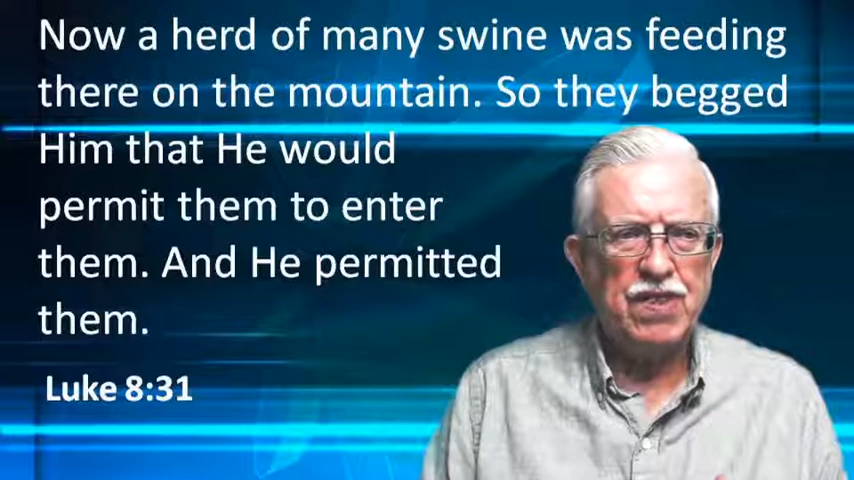 Now a herd of many swine was feeding
there on the mountain. So they begged
Him that He would
permit them to enter
them. And He permitted
them.
Luke 8:31